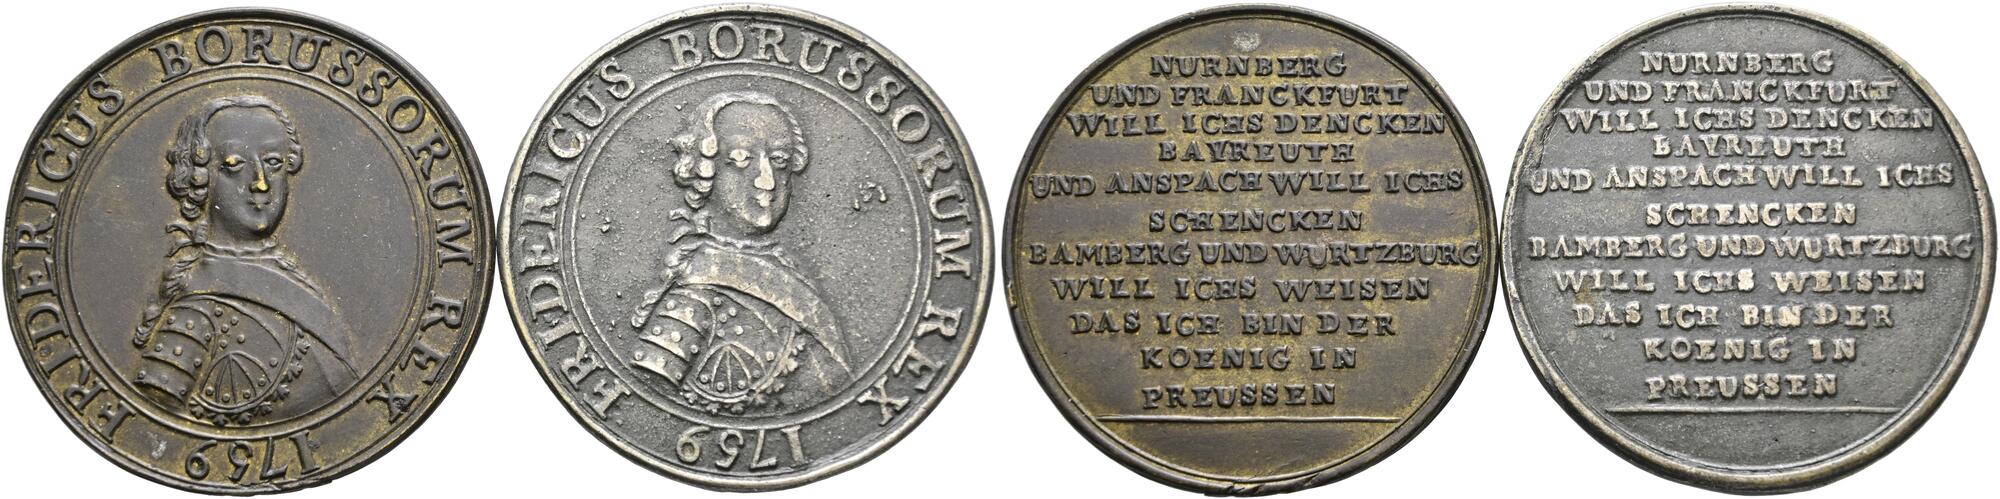 FRIDERICUS BORUSSORUM REX
1759
FRIDERICUS BORUSSORUM REX
1759
NURNBERG
UND FRANCKFURT
WILL ICHS DENCKEN
BAYREUTH
UND ANSPACH WILL ICHS
SCHENCKEN
BAMBERG UND WURTZBURG
WILL ICHS WEISEN
DAS ICH BIN DER
KOENIG IN
PREUSSEN
NURNBERG
UND FRANCKFURT
WILL ICHS DENCKEN
BAYREUTH
UND ANSPACH WILL ICHS
SCHENCKEN
BAMBERG UND WURTZBURG
WILL ICHS WEISEN
DAS ICH BIN DER
KOENIG IN
PREUSSEN